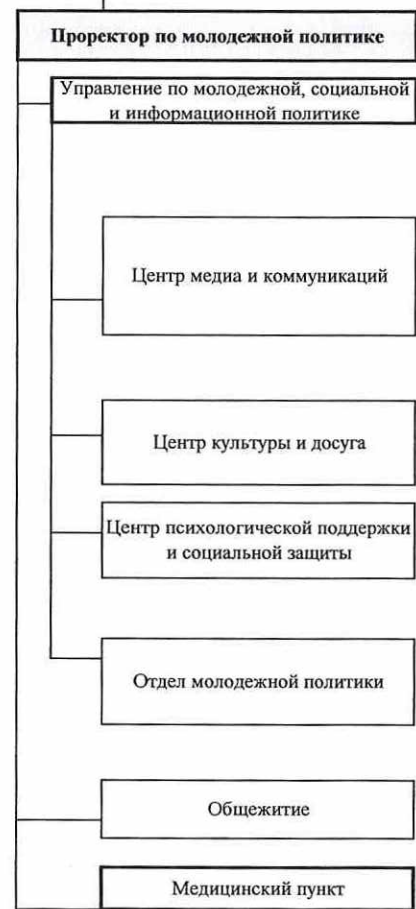 Проректор по молодежной политике
Управление по молодежной, социальной
и информационной политике
Центр медиа и коммуникаций
Центр культуры и досуга
Центр психологической поддержки
и социальной защиты
Отдел молодежной политики
Общежитие
Медицинский пункт